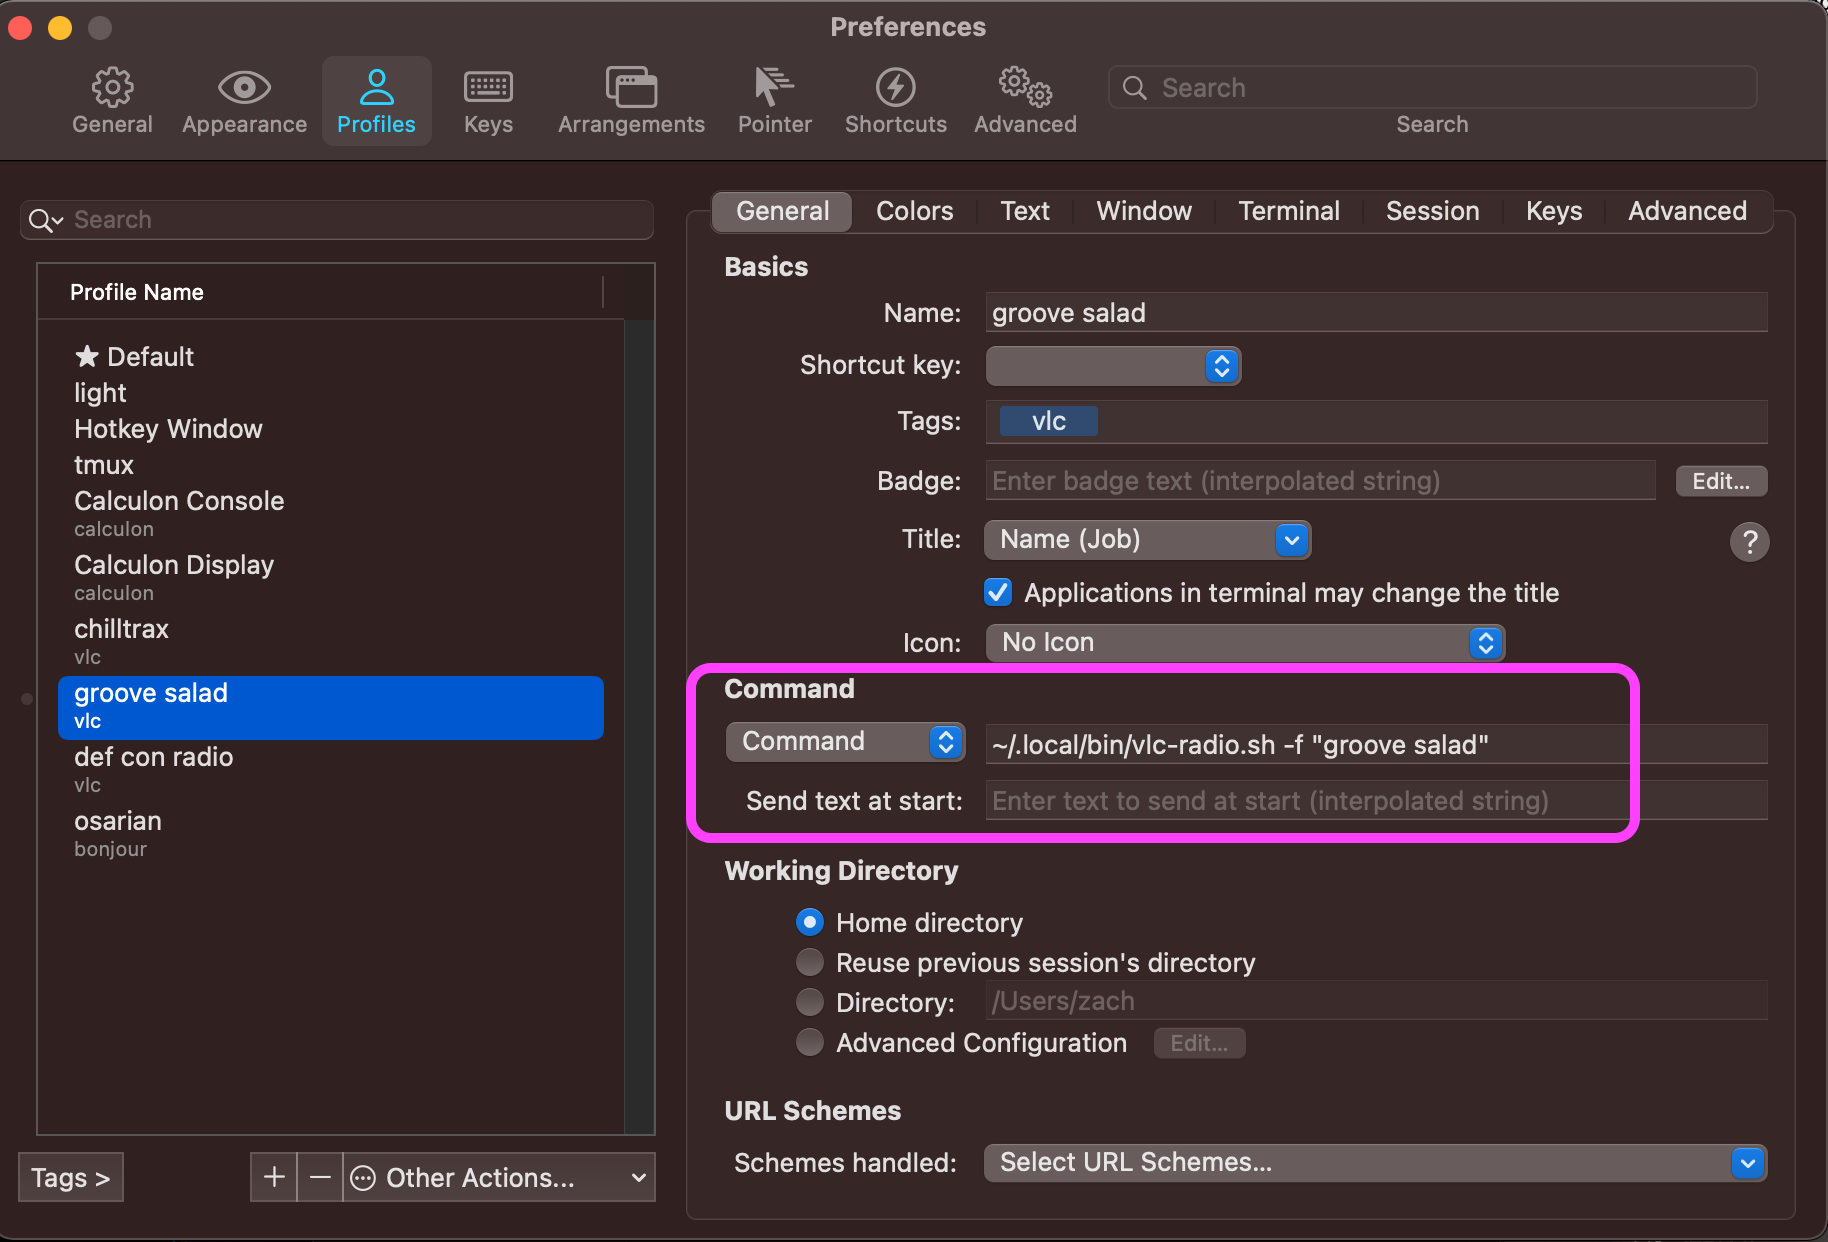 Preferences
General
Appearance
Profiles
Keys
Arrangements
Pointer
Shortcuts
Advanced
Search
Search
Search
Profile Name
★ Default
light
Hotkey Window
tmux
Calculon Console
calculon
Calculon Display
calculon
chilltrax
vlc
groove salad
vlc
def con radio
vlc
osarian
bonjour
Tags >
+
−
Other Actions...
General
Colors
Text
Window
Terminal
Session
Keys
Advanced
Basics
Name: groove salad
Shortcut key:
Tags: vlc
Badge: Enter badge text (interpolated string) Edit...
Title: Name (Job) ?
Applications in terminal may change the title
Icon: No Icon
Command
Command ~/.local/bin/vlc-radio.sh -f "groove salad"
Send text at start: Enter text to send at start (interpolated string)
Working Directory
Home directory
Reuse previous session's directory
Directory: /Users/zach
Advanced Configuration Edit...
URL Schemes
Schemes handled: Select URL Schemes...